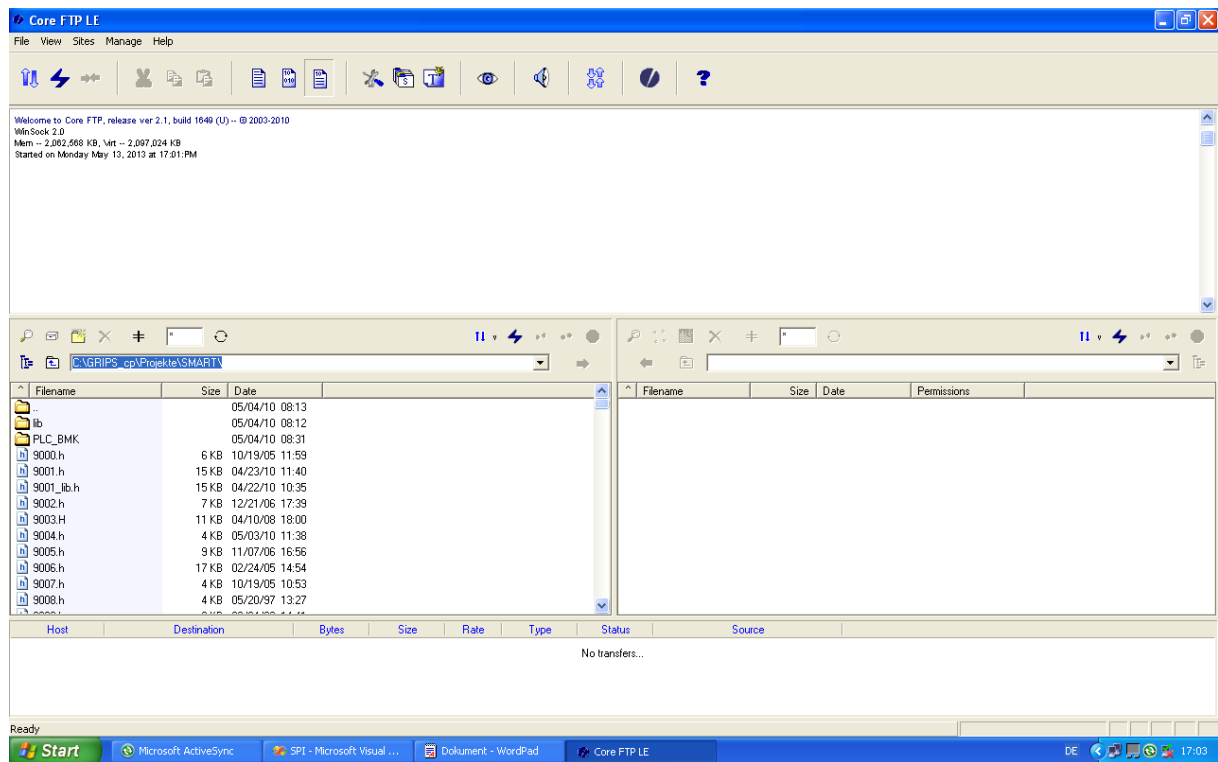 Core FTP LE
File View Sites Manage Help
Welcome to Core FTP, release ver 2.1, build 1649 (U) -- © 2003-2010
WinSock 2.0
Mem -- 2,062,568 KB, Virt -- 2,097,024 KB
Started on Monday May 13, 2013 at 17:01:PM
C:\GRIPS_cp\Projekte\SMART\
^ Filename Size Date
..  05/04/10 08:13
lib 05/04/10 08:12
PLC_BMK 05/04/10 08:31
9000.h 6 KB 10/19/05 11:59
9001.h 15 KB 04/23/10 11:40
9001_lib.h 15 KB 04/22/10 10:35
9002.h 7 KB 12/21/06 17:39
9003.H 11 KB 04/10/08 18:00
9004.h 4 KB 05/03/10 11:38
9005.h 9 KB 11/07/06 16:56
9006.h 17 KB 02/24/05 14:54
9007.h 4 KB 10/19/05 10:53
9008.h 4 KB 05/20/97 13:27
^ Filename Size Date Permissions
Host Destination Bytes Size Rate Type Status Source
No transfers...
Ready
Start Microsoft ActiveSync SPI - Microsoft Visual ... Dokument - WordPad Core FTP LE DE 17:03